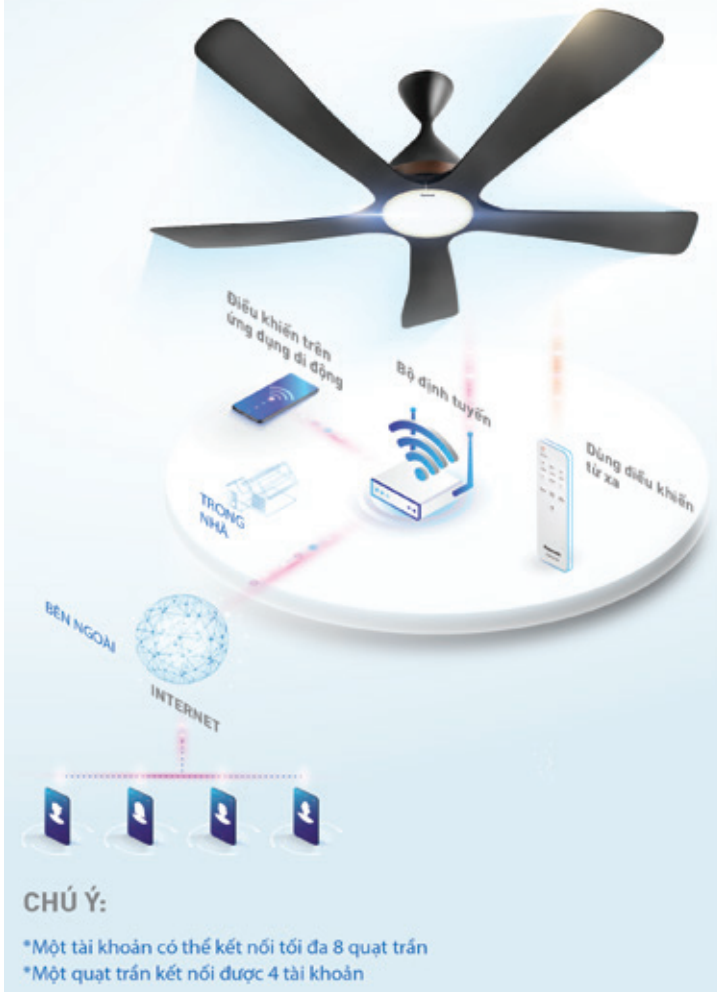 Điều khiển trên
ứng dụng di động
Bộ định tuyến
Dùng điều khiển
từ xa
TRONG
NHÀ
BÊN NGOÀI
INTERNET
CHÚ Ý:
*Một tài khoản có thể kết nối tối đa 8 quạt trần
*Một quạt trần kết nối được 4 tài khoản